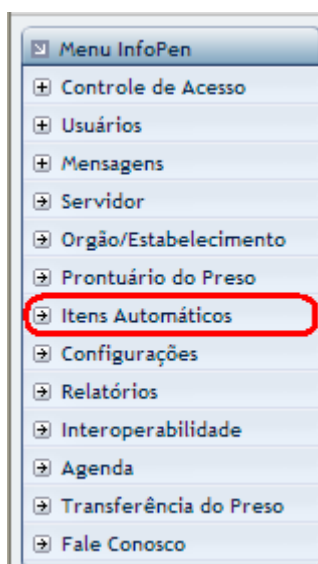 Menu InfoPen
Controle de Acesso
Usuários
Mensagens
Servidor
Orgão/Estabelecimento
Prontuário do Preso
Itens Automáticos
Configurações
Relatórios
Interoperabilidade
Agenda
Transferência do Preso
Fale Conosco